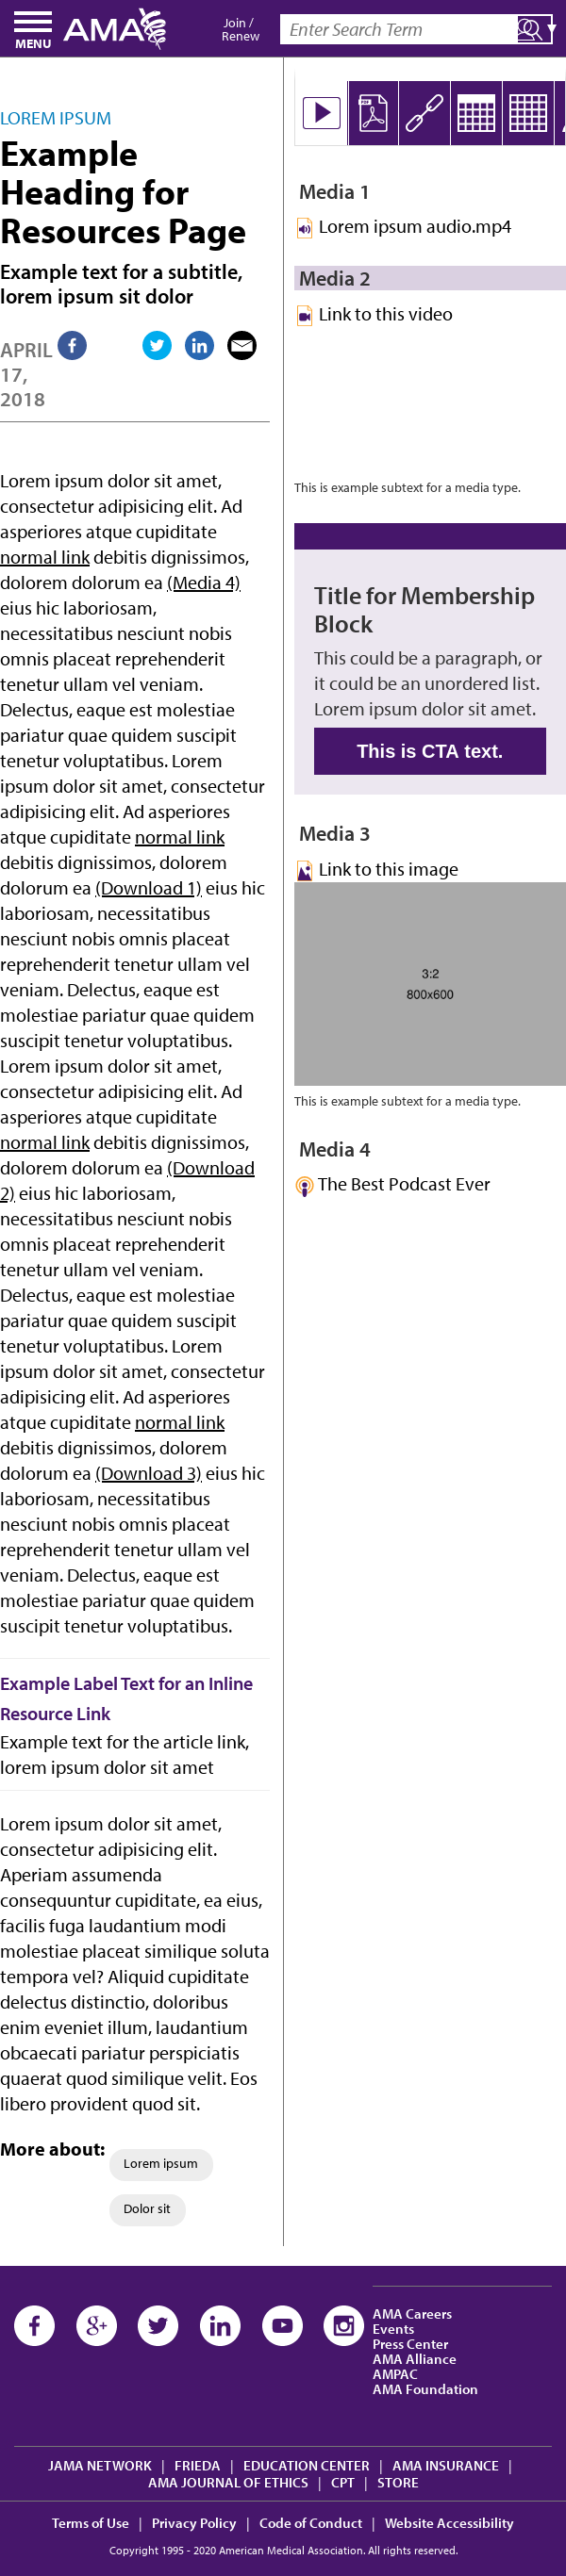 MENU
AMA
Join /
Renew
Enter Search Term
LOREM IPSUM
Example
Heading for
Resources Page
Example text for a subtitle,
lorem ipsum sit dolor
APRIL
17,
2018
Lorem ipsum dolor sit amet,
consectetur adipisicing elit. Ad
asperiores atque cupiditate
normal link debitis dignissimos,
dolorem dolorum ea (Media 4)
eius hic laboriosam,
necessitatibus nesciunt nobis
omnis placeat reprehenderit
tenetur ullam vel veniam.
Delectus, eaque est molestiae
pariatur quae quidem suscipit
tenetur voluptatibus. Lorem
ipsum dolor sit amet, consectetur
adipisicing elit. Ad asperiores
atque cupiditate normal link
debitis dignissimos, dolorem
dolorum ea (Download 1) eius hic
laboriosam, necessitatibus
nesciunt nobis omnis placeat
reprehenderit tenetur ullam vel
veniam. Delectus, eaque est
molestiae pariatur quae quidem
suscipit tenetur voluptatibus.
Lorem ipsum dolor sit amet,
consectetur adipisicing elit. Ad
asperiores atque cupiditate
normal link debitis dignissimos,
dolorem dolorum ea (Download
2) eius hic laboriosam,
necessitatibus nesciunt nobis
omnis placeat reprehenderit
tenetur ullam vel veniam.
Delectus, eaque est molestiae
pariatur quae quidem suscipit
tenetur voluptatibus. Lorem
ipsum dolor sit amet, consectetur
adipisicing elit. Ad asperiores
atque cupiditate normal link
debitis dignissimos, dolorem
dolorum ea (Download 3) eius hic
laboriosam, necessitatibus
nesciunt nobis omnis placeat
reprehenderit tenetur ullam vel
veniam. Delectus, eaque est
molestiae pariatur quae quidem
suscipit tenetur voluptatibus.
Example Label Text for an Inline
Resource Link
Example text for the article link,
lorem ipsum dolor sit amet
Lorem ipsum dolor sit amet,
consectetur adipisicing elit.
Aperiam assumenda
consequuntur cupiditate, ea eius,
facilis fuga laudantium modi
molestiae placeat similique soluta
tempora vel? Aliquid cupiditate
delectus distinctio, doloribus
enim eveniet illum, laudantium
obcaecati pariatur perspiciatis
quaerat quod similique velit. Eos
libero provident quod sit.
More about:
Lorem ipsum
Dolor sit
PDF
Media 1
Lorem ipsum audio.mp4
Media 2
Link to this video
This is example subtext for a media type.
Title for Membership
Block
This could be a paragraph, or
it could be an unordered list.
Lorem ipsum dolor sit amet.
This is CTA text.
Media 3
Link to this image
3:2
800x600
This is example subtext for a media type.
Media 4
The Best Podcast Ever
AMA Careers
Events
Press Center
AMA Alliance
AMPAC
AMA Foundation
JAMA NETWORK | FRIEDA | EDUCATION CENTER | AMA INSURANCE |
AMA JOURNAL OF ETHICS | CPT | STORE
Terms of Use | Privacy Policy | Code of Conduct | Website Accessibility
Copyright 1995 - 2020 American Medical Association. All rights reserved.